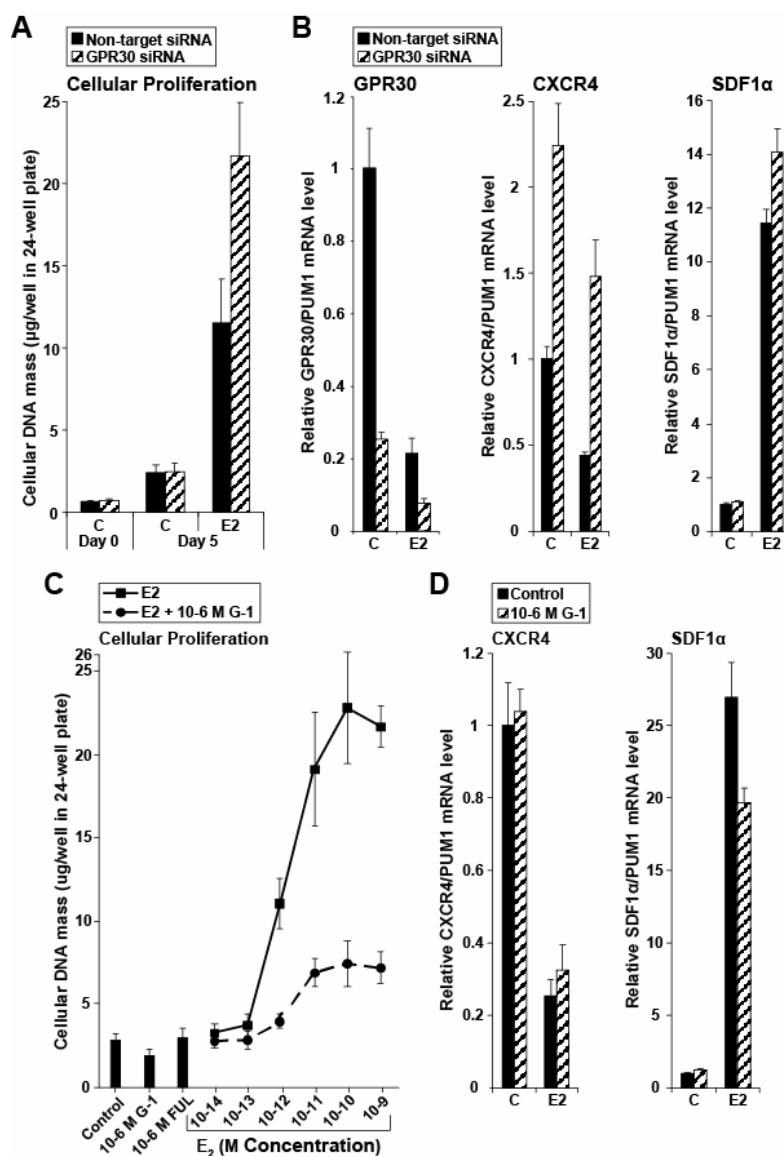 A
Non-target siRNA
GPR30 siRNA
Cellular Proliferation
Cellular DNA mass (µg/well in 24-well plate)
25
20
15
10
5
0
C
C
E2
Day 0
Day 5
B
Non-target siRNA
GPR30 siRNA
GPR30
Relative GPR30/PUM1 mRNA level
1.2
1
0.8
0.6
0.4
0.2
0
C
E2
CXCR4
Relative CXCR4/PUM1 mRNA level
2.5
2
1.5
1
0.5
0
C
E2
SDF1α
Relative SDF1α/PUM1 mRNA level
16
14
12
10
8
6
4
2
0
C
E2
C
E2
E2 + 10-6 M G-1
Cellular Proliferation
Cellular DNA mass (ug/well in 24-well plate)
26
25
20
15
10
5
0
Control
10-6 M G-1
10-6 M FUL
10-14
10-13
10-12
10-11
10-10
10-9
E2 (M Concentration)
D
Control
10-6 M G-1
CXCR4
Relative CXCR4/PUM1 mRNA level
1.2
1
0.8
0.6
0.4
0.2
0
C
E2
SDF1α
Relative SDF1α/PUM1 mRNA level
30
25
20
15
10
5
0
C
E2